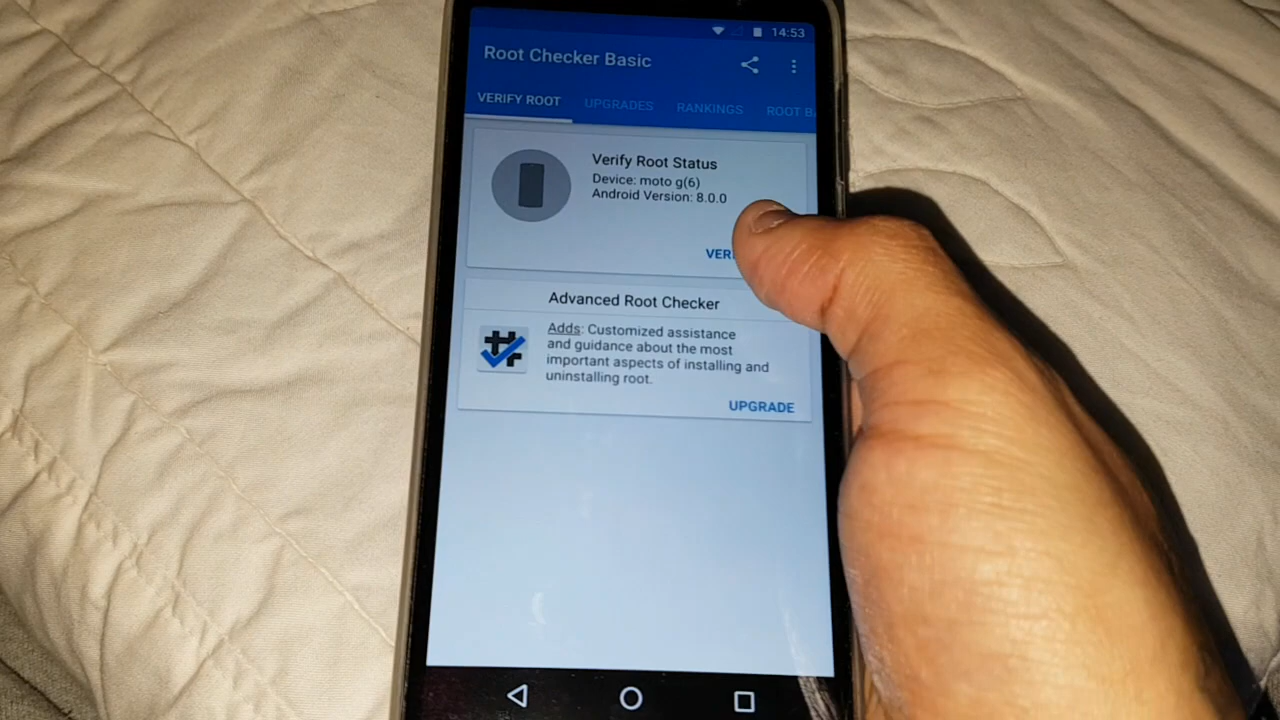 14:53
Root Checker Basic
VERIFY ROOT UPGRADES RANKINGS ROOT B
Verify Root Status
Device: moto g(6)
Android Version: 8.0.0
VERI
Advanced Root Checker
Adds: Customized assistance
and guidance about the most
important aspects of installing and
uninstalling root.
UPGRADE